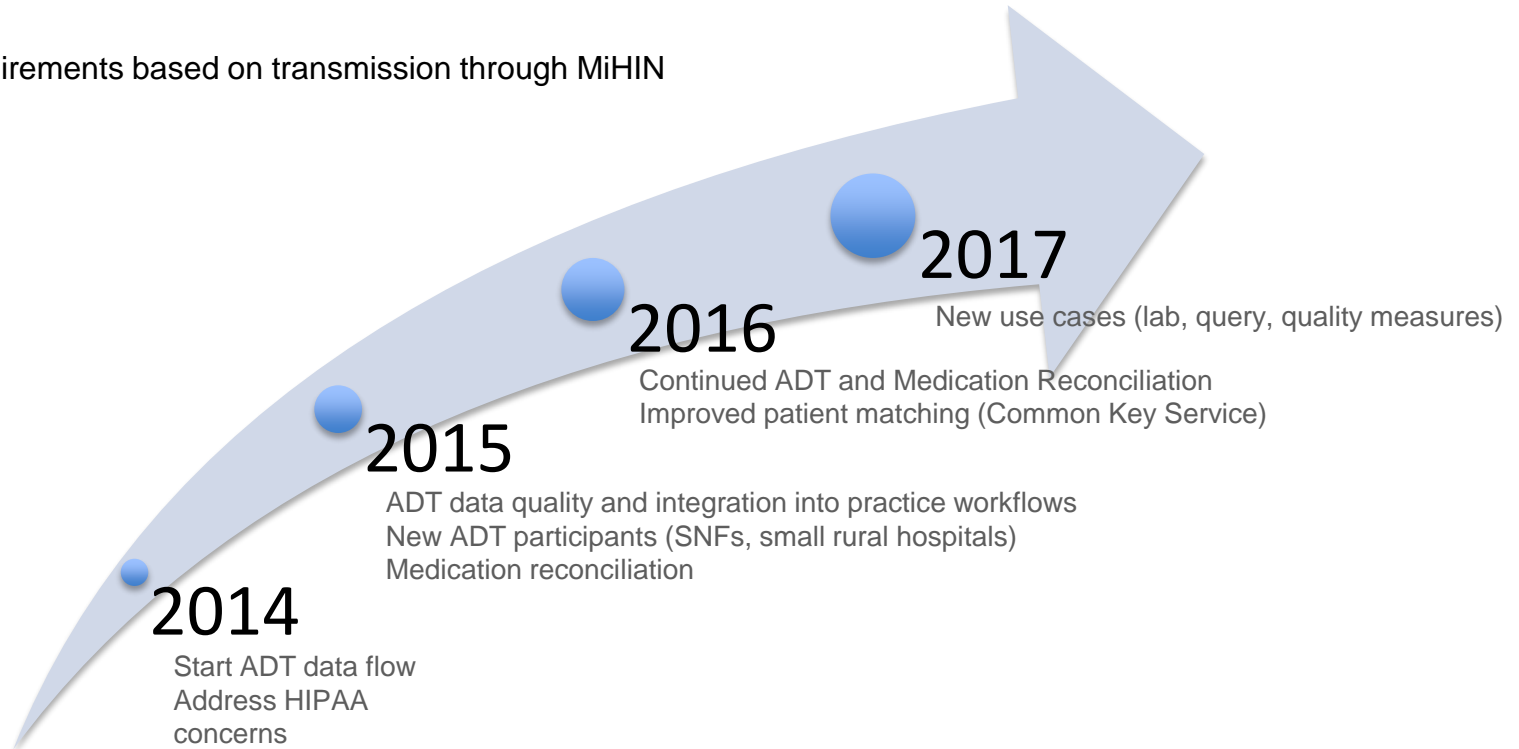 irements based on transmission through MiHIN
2017
New use cases (lab, query, quality measures)
2016
Continued ADT and Medication Reconciliation
Improved patient matching (Common Key Service)
2015
ADT data quality and integration into practice workflows
New ADT participants (SNFs, small rural hospitals)
Medication reconciliation
2014
Start ADT data flow
Address HIPAA
concerns